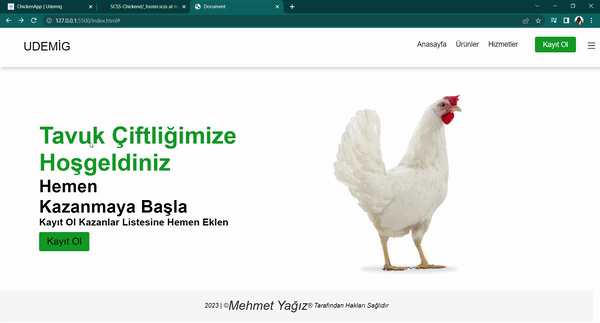 ChickenApp | Udemig
SCSS-Chickend/_footer.scss at m
Document
127.0.0.1:5500/index.html#
UDEMİG
Anasayfa Ürünler Hizmetler Kayıt Ol
Tavuk Çiftliğimize
Hoşgeldiniz
Hemen
Kazanmaya Başla
Kayıt Ol Kazanlar Listesine Hemen Eklen
Kayıt Ol
2023 | ©Mehmet Yağız® Tarafından Hakları Sağlıdır